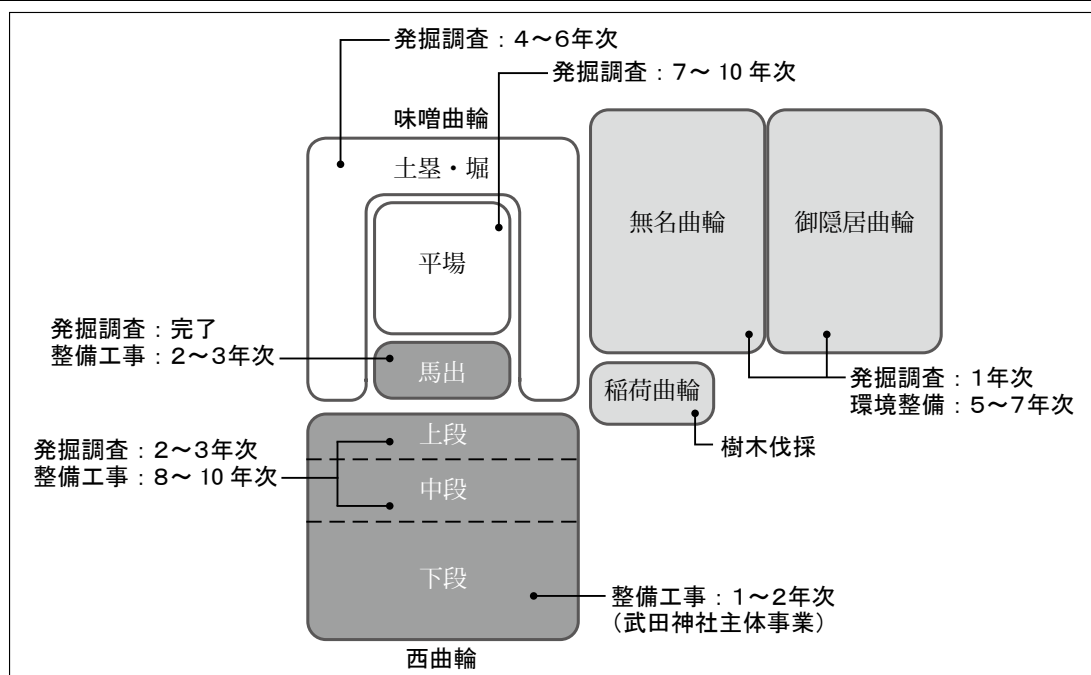 発掘調査：4～6年次
発掘調査：7～10年次
味噌曲輪
土塁・堀
平場
無名曲輪
御隠居曲輪
発掘調査：完了
整備工事：2～3年次
馬出
稲荷曲輪
発掘調査：1年次
環境整備：5～7年次
樹木伐採
発掘調査：2～3年次
整備工事：8～10年次
上段
中段
下段
整備工事：1～2年次
（武田神社主体事業）
西曲輪